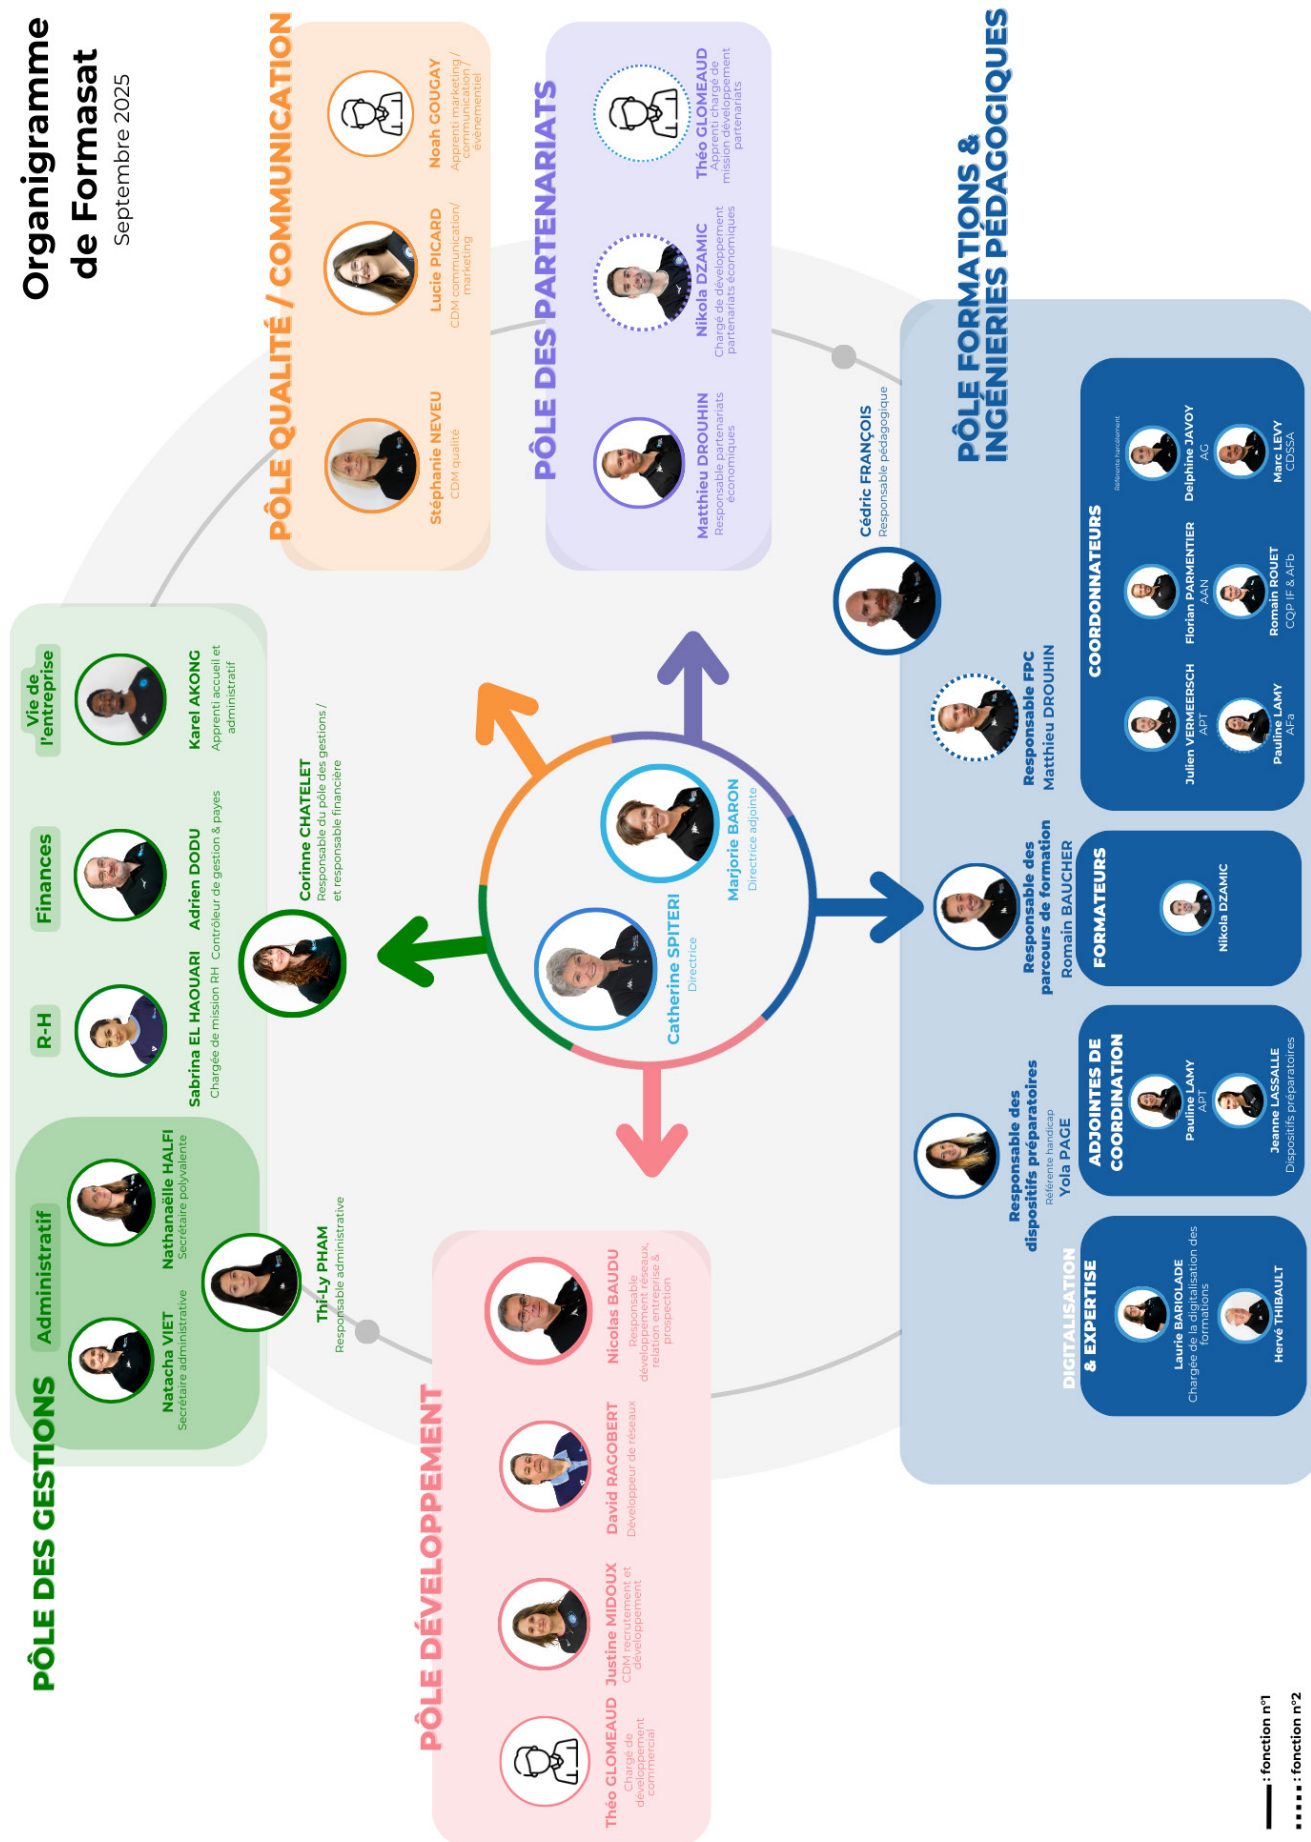 Organigramme
de Formasat
Septembre 2025
PÔLE DES GESTIONS
Administratif
Natacha VIET
Secrétaire administrative
Nathanaëlle HALFI
Secrétaire polyvalente
Thi-Ly PHAM
Responsable administrative
R-H
Sabrina EL HAOUARI
Chargée de mission RH
Finances
Adrien DODU
Contrôleur de gestion & payes
Vie de
l'entreprise
Karel AKONG
Apprenti accueil et
administratif
Corinne CHATELET
Responsable du pôle des gestions /
et responsable financière
PÔLE QUALITÉ / COMMUNICATION
Stéphanie NEVEU
CDM qualité
Lucie PICARD
CDM communication/
marketing
Noah GOUGAY
Apprenti marketing /
communication /
évènementiel
PÔLE DÉVELOPPEMENT
Théo GLOMEAUD
Chargé de
développement
commercial
Justine MIDOUX
CDM recrutement et
développement
David RAGOBERT
Développeur de réseaux
Nicolas BAUDU
Responsable
développement réseaux,
relation entreprise &
prospection
Catherine SPITERI
Directrice
Marjorie BARON
Directrice adjointe
PÔLE DES PARTENARIATS
Matthieu DROUHIN
Responsable partenariats
économiques
Nikola DZAMIC
Chargé de développement
partenariats économiques
Théo GLOMEAUD
Apprenti chargé de
mission développement
partenariats
Cédric FRANÇOIS
Responsable pédagogique
PÔLE FORMATIONS &
INGÉNIERIES PÉDAGOGIQUES
Responsable des
dispositifs préparatoires
Référente handicap
Yola PAGE
Responsable des
parcours de formation
Romain BAUCHER
Responsable FPC
Matthieu DROUHIN
DIGITALISATION
& EXPERTISE
Laurie BARIOLADE
Chargée de la digitalisation des
formations
Hervé THIBAULT
ADJOINTES DE
COORDINATION
Pauline LAMY
APT
Jeanne LASSALLE
Dispositifs préparatoires
FORMATEURS
Nikola DZAMIC
COORDONNATEURS
Julien VERMEERSCH
APT
Florian PARMENTIER
AAN
Référente harcèlement
Delphine JAVOY
AG
Pauline LAMY
AFa
Romain ROUET
CQP IF & AFb
Marc LEVY
CDSSA
: fonction n°1
: fonction n°2